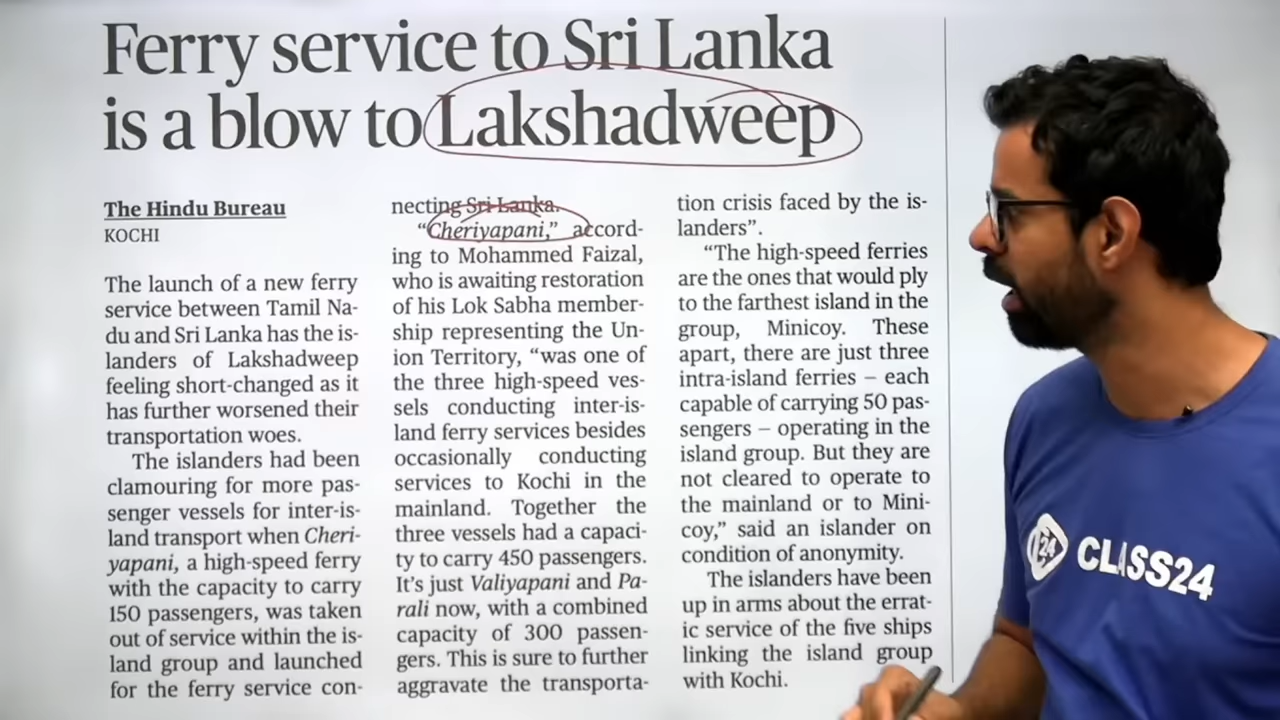 Ferry service to Sri Lanka
is a blow to Lakshadweep
The Hindu Bureau
KOCHI
The launch of a new ferry
service between Tamil Na-
du and Sri Lanka has the is-
landers of Lakshadweep
feeling short-changed as it
has further worsened their
transportation woes.
The islanders had been
clamouring for more pas-
senger vessels for inter-is-
land transport when Cheri-
yapani, a high-speed ferry
with the capacity to carry
150 passengers, was taken
out of service within the is-
land group and launched
for the ferry service con-
necting Sri Lanka.
"Cheriyapani," accord-
ing to Mohammed Faizal,
who is awaiting restoration
of his Lok Sabha member-
ship representing the Un-
ion Territory, "was one of
the three high-speed ves-
sels conducting inter-is-
land ferry services besides
occasionally conducting
services to Kochi in the
mainland. Together the
three vessels had a capaci-
ty to carry 450 passengers.
It's just Valiyapani and Pa-
rali now, with a combined
capacity of 300 passen-
gers. This is sure to further
aggravate the transporta-
tion crisis faced by the is-
landers".
"The high-speed ferries
are the ones that would ply
to the farthest island in the
group, Minicoy. These
apart, there are just three
intra-island ferries – each
capable of carrying 50 pas-
sengers – operating in the
island group. But they are
not cleared to operate to
the mainland or to Mini-
coy," said an islander on
condition of anonymity.
The islanders have been
up in arms about the errat-
ic service of the five ships
linking the island group
with Kochi.
24 CLASS24